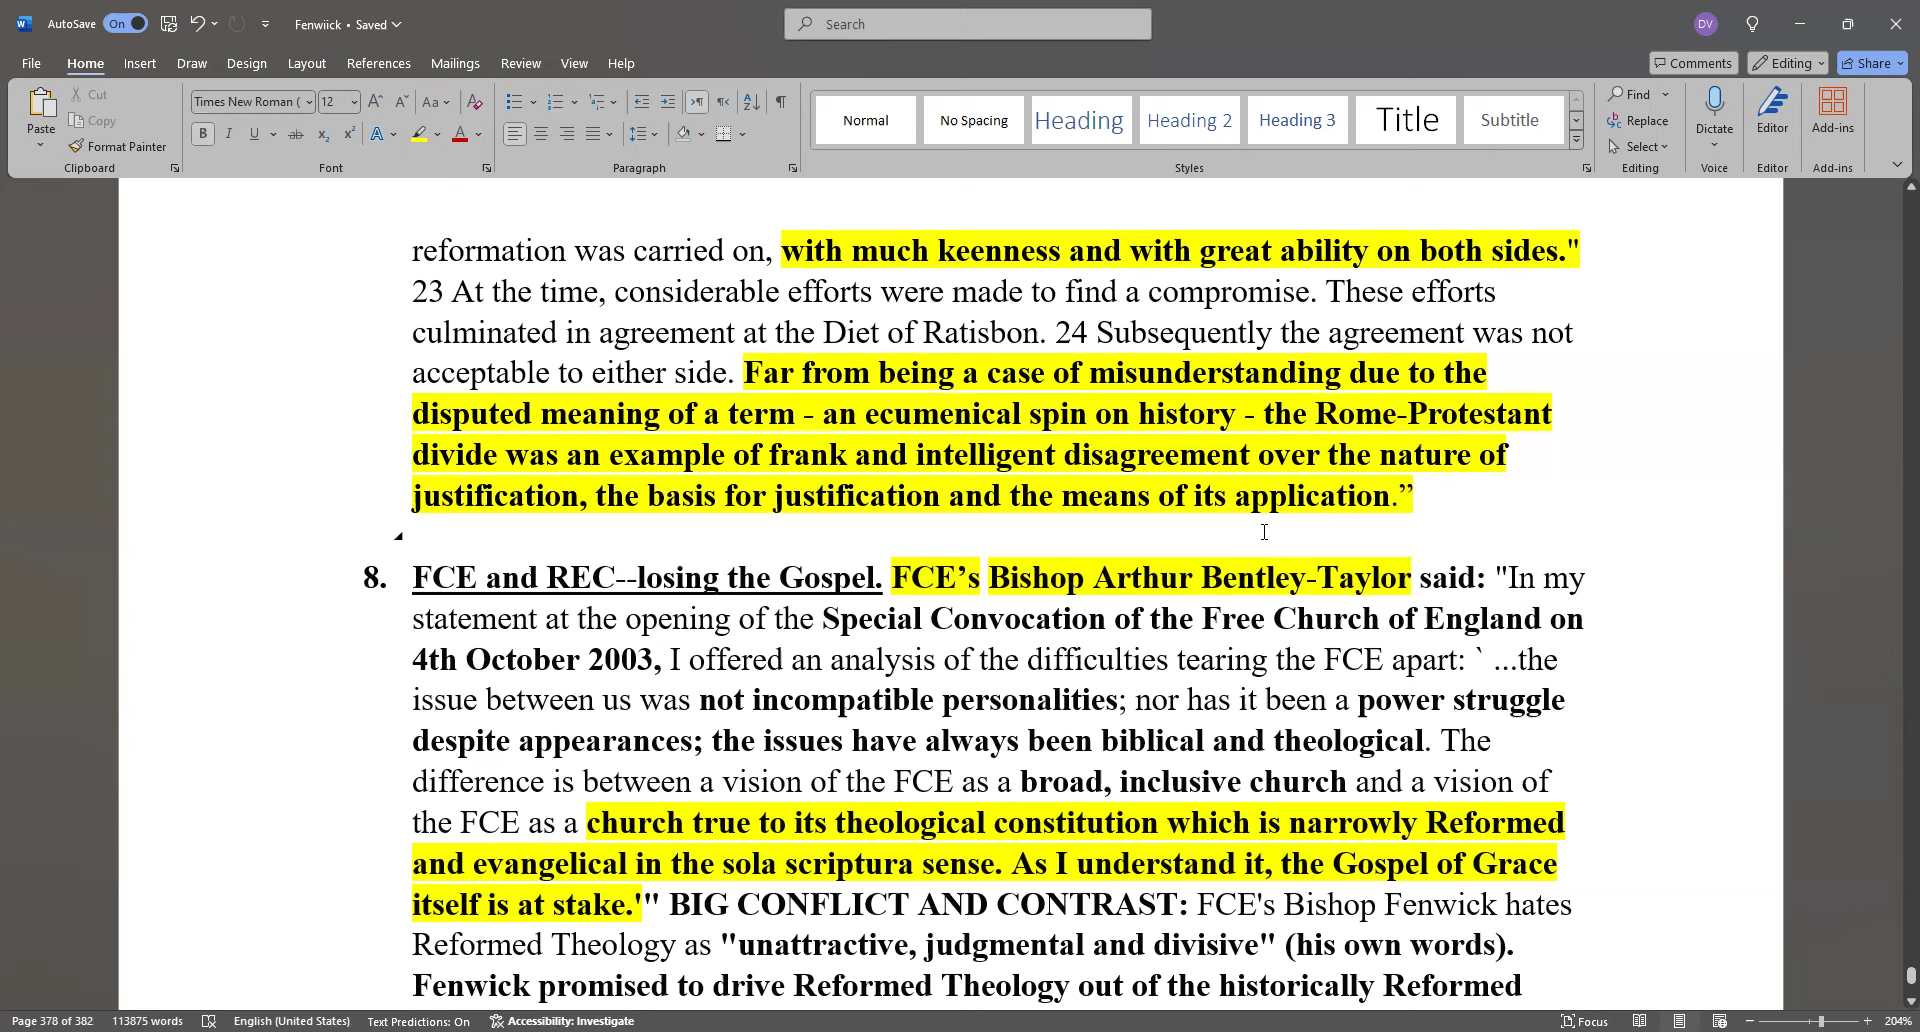 AutoSave On Fenwiick • Saved Search DV
File Home Insert Draw Design Layout References Mailings Review View Help Comments Editing Share
Paste Cut Copy Format Painter Clipboard
Times New Roman ( 12 Aa
B I U ab x₂ x² A A Font
Paragraph
Normal No Spacing Heading Heading 2 Heading 3 Title Subtitle Styles
Find Replace Select Editing
Dictate Voice Editor Editor Add-ins Add-ins
reformation was carried on, with much keenness and with great ability on both sides."
23 At the time, considerable efforts were made to find a compromise. These efforts
culminated in agreement at the Diet of Ratisbon. 24 Subsequently the agreement was not
acceptable to either side. Far from being a case of misunderstanding due to the
disputed meaning of a term - an ecumenical spin on history - the Rome-Protestant
divide was an example of frank and intelligent disagreement over the nature of
justification, the basis for justification and the means of its application.”
8. FCE and REC--losing the Gospel. FCE’s Bishop Arthur Bentley-Taylor said: "In my
statement at the opening of the Special Convocation of the Free Church of England on
4th October 2003, I offered an analysis of the difficulties tearing the FCE apart: ` ...the
issue between us was not incompatible personalities; nor has it been a power struggle
despite appearances; the issues have always been biblical and theological. The
difference is between a vision of the FCE as a broad, inclusive church and a vision of
the FCE as a church true to its theological constitution which is narrowly Reformed
and evangelical in the sola scriptura sense. As I understand it, the Gospel of Grace
itself is at stake.'" BIG CONFLICT AND CONTRAST: FCE's Bishop Fenwick hates
Reformed Theology as "unattractive, judgmental and divisive" (his own words).
Fenwick promised to drive Reformed Theology out of the historically Reformed
Page 378 of 382 113875 words English (United States) Text Predictions: On Accessibility: Investigate Focus 204%